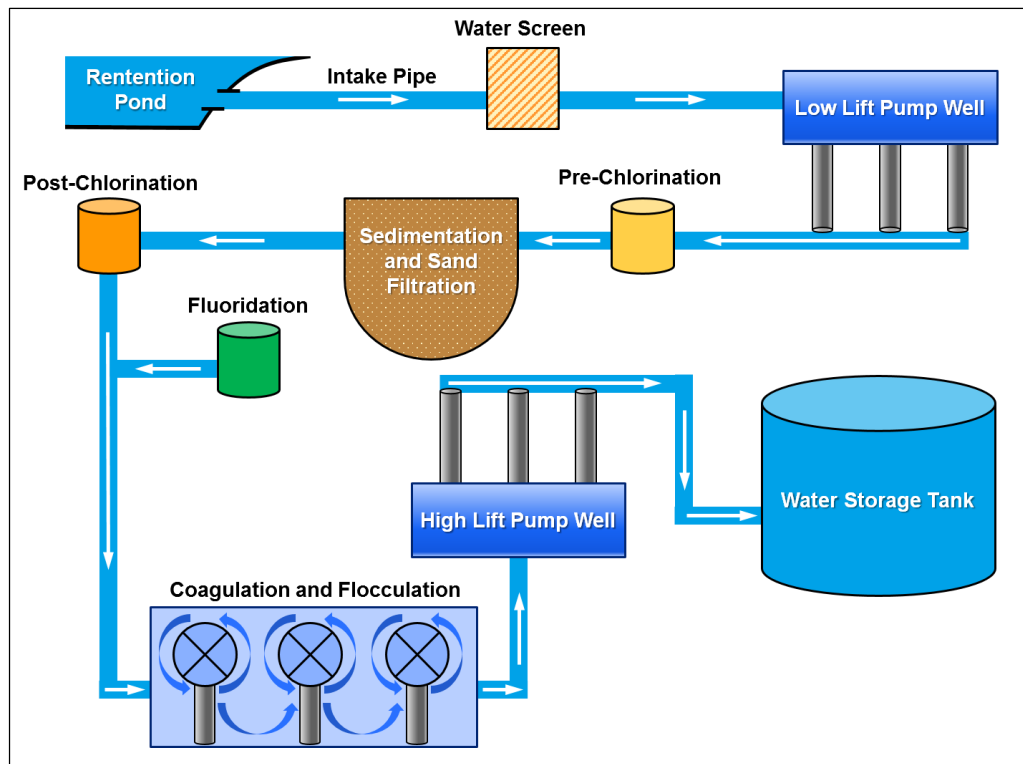 Water Screen
Rentention
Pond
Intake Pipe
Low Lift Pump Well
Post-Chlorination
Pre-Chlorination
Sedimentation
and Sand
Filtration
Fluoridation
Water Storage Tank
High Lift Pump Well
Coagulation and Flocculation